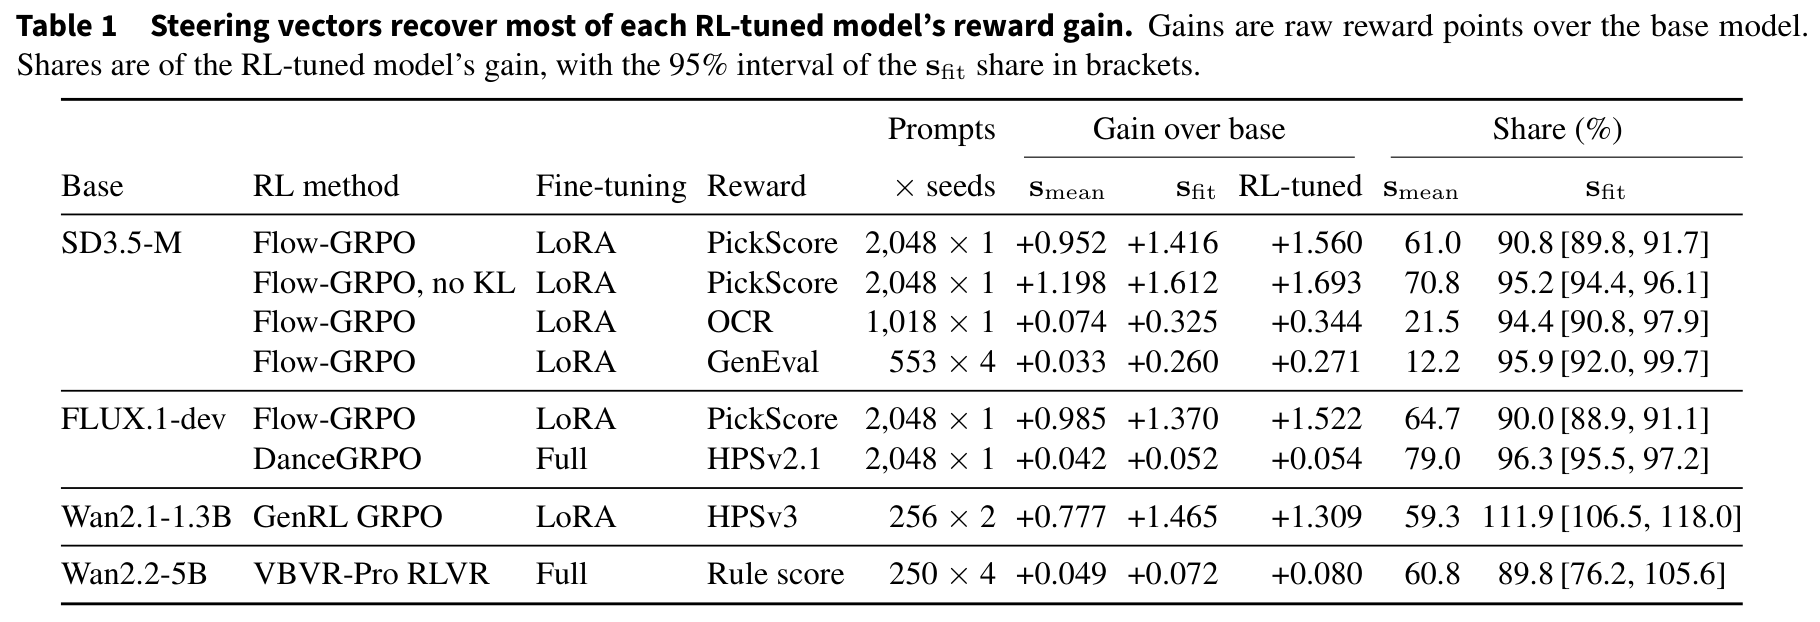 Table 1 Steering vectors recover most of each RL-tuned model's reward gain. Gains are raw reward points over the base model.
Shares are of the RL-tuned model's gain, with the 95% interval of the s_fit share in brackets.
Prompts Gain over base Share (%)
Base RL method Fine-tuning Reward × seeds s_mean s_fit RL-tuned s_mean s_fit
SD3.5-M Flow-GRPO LoRA PickScore 2,048 × 1 +0.952 +1.416 +1.560 61.0 90.8 [89.8, 91.7]
Flow-GRPO, no KL LoRA PickScore 2,048 × 1 +1.198 +1.612 +1.693 70.8 95.2 [94.4, 96.1]
Flow-GRPO LoRA OCR 1,018 × 1 +0.074 +0.325 +0.344 21.5 94.4 [90.8, 97.9]
Flow-GRPO LoRA GenEval 553 × 4 +0.033 +0.260 +0.271 12.2 95.9 [92.0, 99.7]
FLUX.1-dev Flow-GRPO LoRA PickScore 2,048 × 1 +0.985 +1.370 +1.522 64.7 90.0 [88.9, 91.1]
DanceGRPO Full HPSv2.1 2,048 × 1 +0.042 +0.052 +0.054 79.0 96.3 [95.5, 97.2]
Wan2.1-1.3B GenRL GRPO LoRA HPSv3 256 × 2 +0.777 +1.465 +1.309 59.3 111.9 [106.5, 118.0]
Wan2.2-5B VBVR-Pro RLVR Full Rule score 250 × 4 +0.049 +0.072 +0.080 60.8 89.8 [76.2, 105.6]